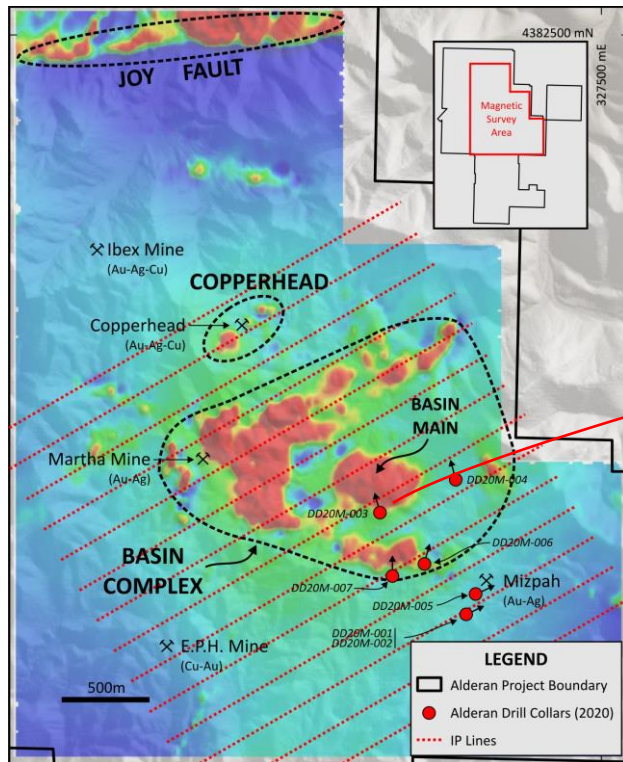 4382500 mN
327500 mE
Magnetic
Survey
Area
JOY FAULT
Ibex Mine
(Au-Ag-Cu)
COPPERHEAD
Copperhead
(Au-Ag-Cu)
BASIN
MAIN
Martha Mine
(Au-Ag)
DD20M-004
DD20M-003
BASIN
COMPLEX
DD20M-006
DD20M-007
Mizpah
(Au-Ag)
DD20M-005
DD20M-001
DD20M-002
E.P.H. Mine
(Cu-Au)
500m
LEGEND
Alderan Project Boundary
Alderan Drill Collars (2020)
IP Lines